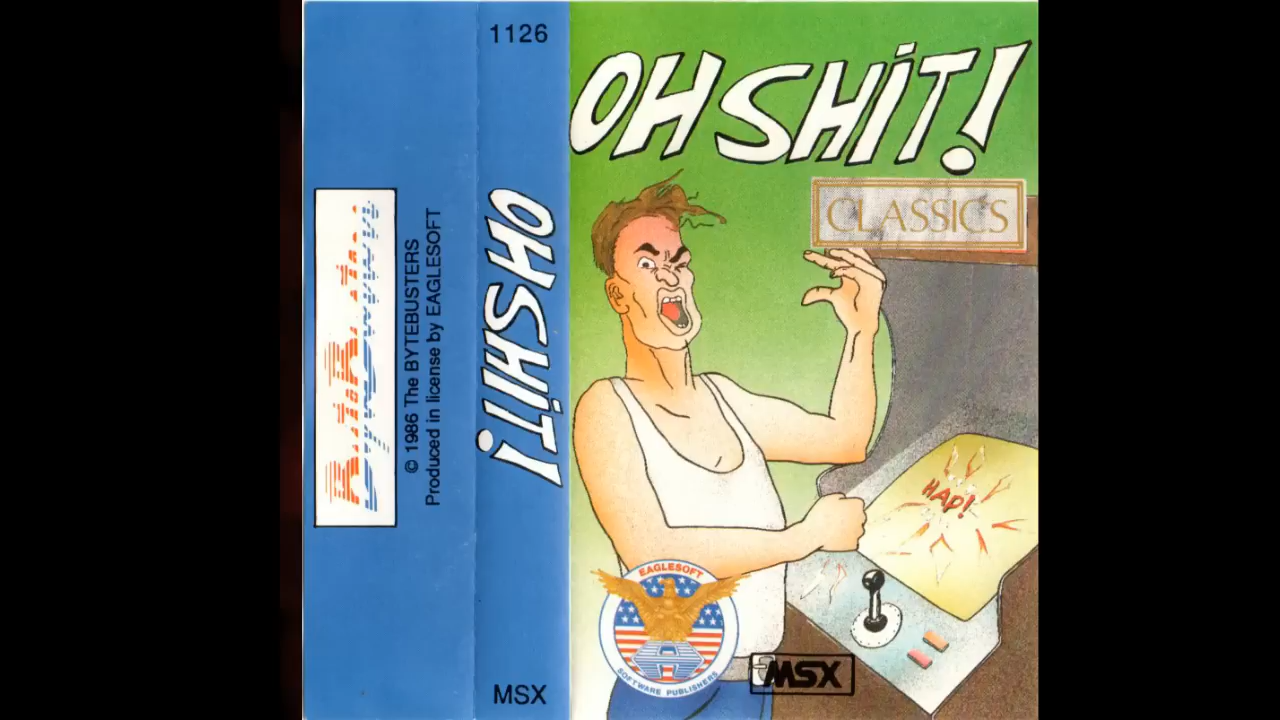 1126
OH SHIT!
CLASSICS
© 1986 The BYTEBUSTERS
Produced in license by EAGLESOFT
OH SHIT!
HAP!
EAGLESOFT
SOFTWARE PUBLISHERS
MSX
MSX